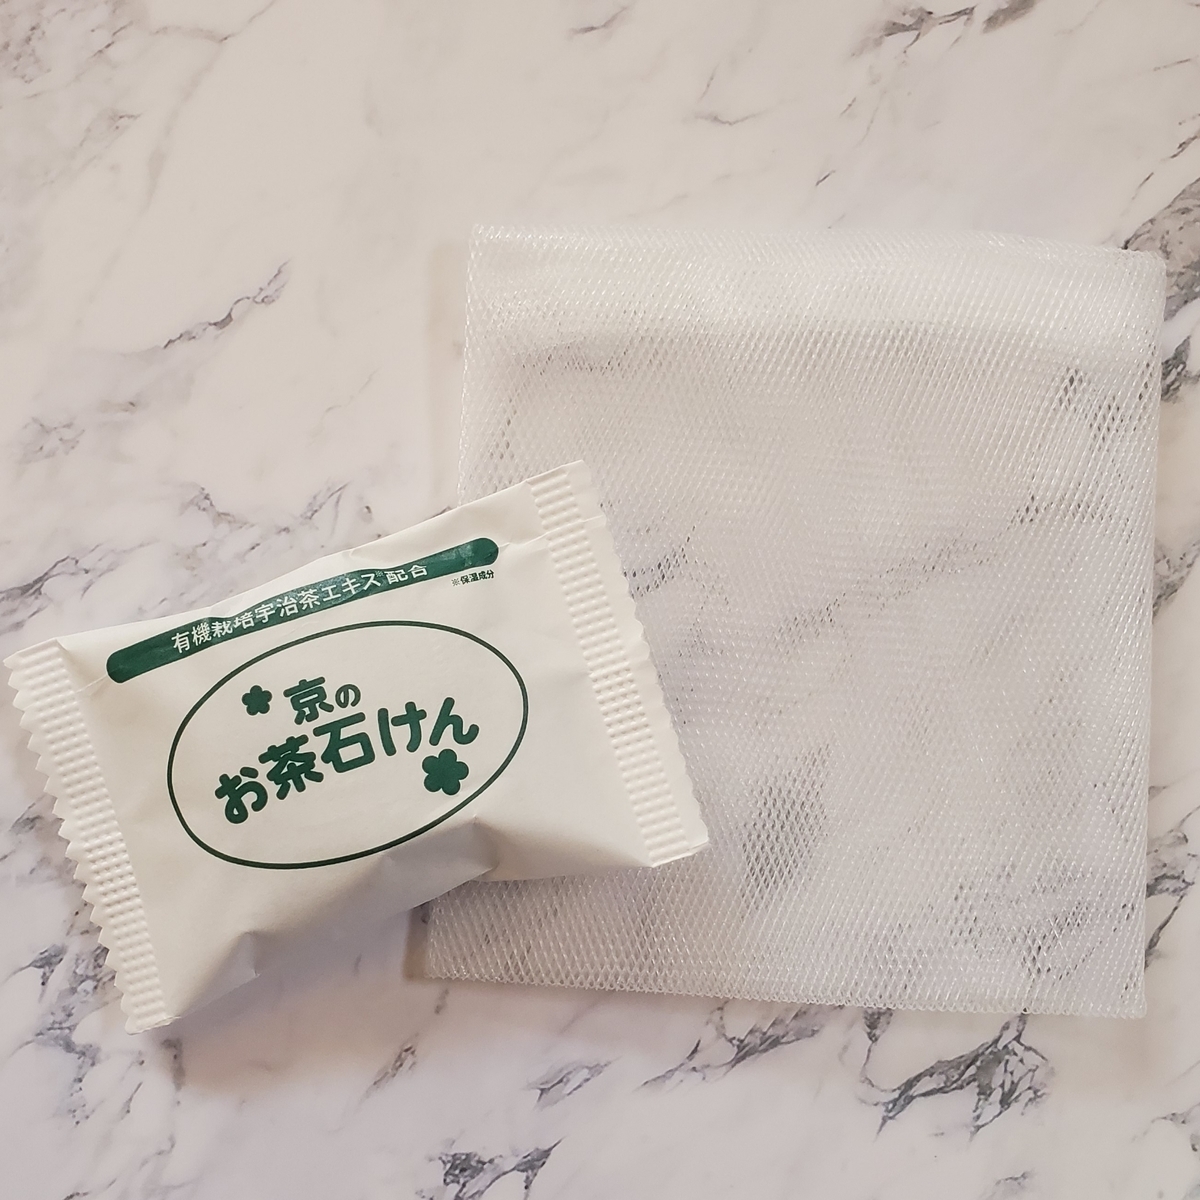 有機栽培宇治茶エキス※配合
※保湿成分
京の
お茶石けん